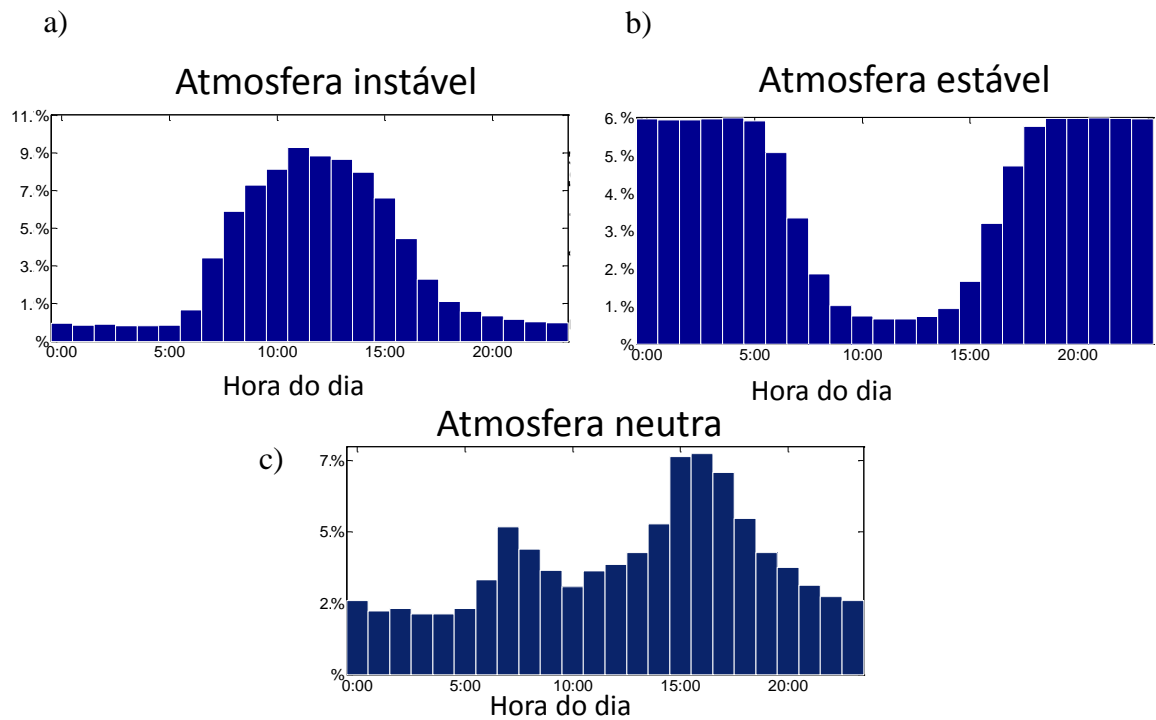 a)
Atmosfera instável
11. %
9. %
7. %
5. %
3. %
1. %
%
0:00 5:00 10:00 15:00 20:00
Hora do dia
b)
Atmosfera estável
6. %
5. %
4. %
3. %
2. %
1. %
%
0:00 5:00 10:00 15:00 20:00
Hora do dia
c)
Atmosfera neutra
7. %
5. %
2. %
%
0:00 5:00 10:00 15:00 20:00
Hora do dia